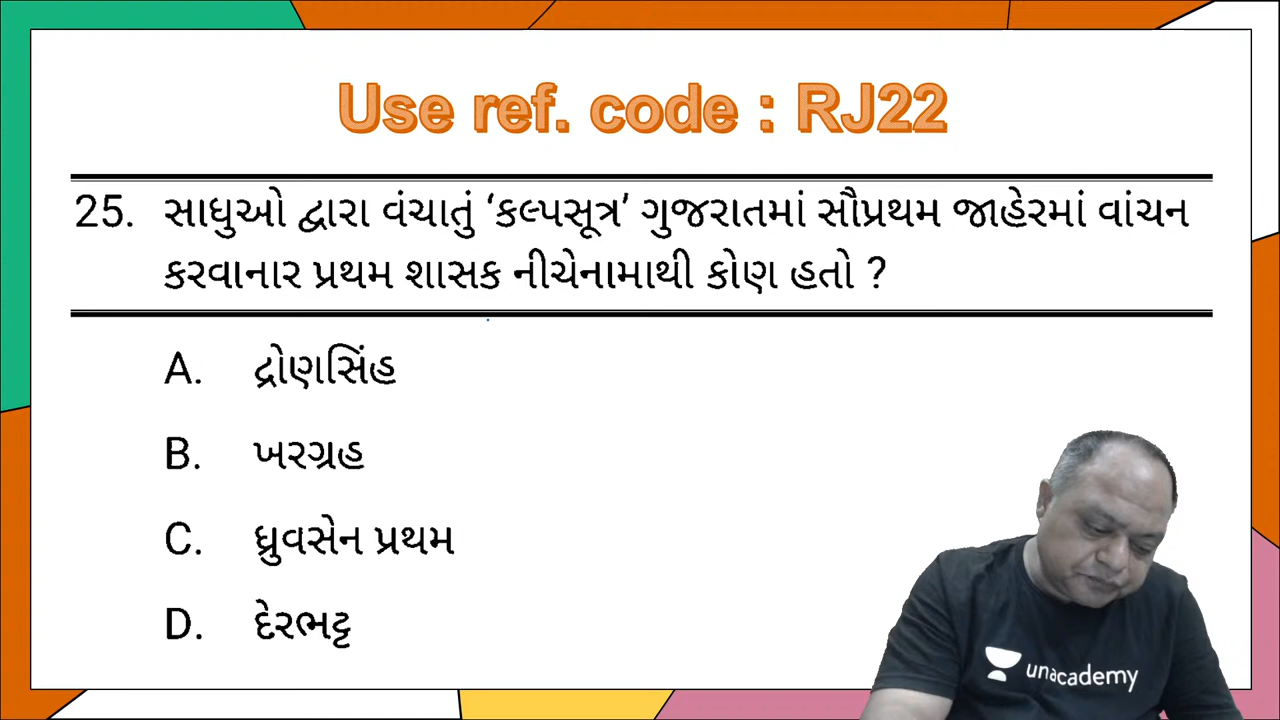 Use ref. code : RJ22
25. સાધુઓ દ્વારા વંચાતું ‘કલ્પસૂત્ર’ ગુજરાતમાં સૌપ્રથમ જાહેરમાં વાંચન
કરવાનાર પ્રથમ શાસક નીચેનામાથી કોણ હતો ?
A. દ્રોણસિંહ
B. ખરગ્રહ
C. ધ્રુવસેન પ્રથમ
D. દેરભટ્ટ
unacademy